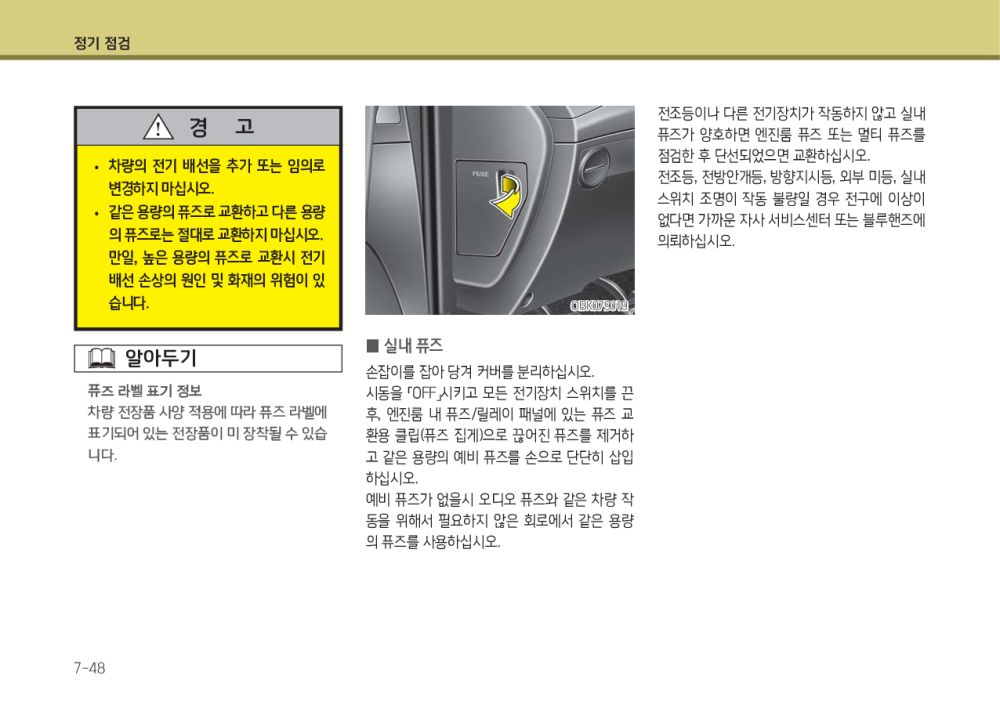 정기 점검
경 고
• 차량의 전기 배선을 추가 또는 임의로
변경하지 마십시오.
• 같은 용량의 퓨즈로 교환하고 다른 용량
의 퓨즈로는 절대로 교환하지 마십시오.
만일, 높은 용량의 퓨즈로 교환시 전기
배선 손상의 원인 및 화재의 위험이 있
습니다.
알아두기
퓨즈 라벨 표기 정보
차량 전장품 사양 적용에 따라 퓨즈 라벨에
표기되어 있는 전장품이 미 장착될 수 있습
니다.
FUSE
OBK079019
■ 실내 퓨즈
손잡이를 잡아 당겨 커버를 분리하십시오.
시동을 「OFF」시키고 모든 전기장치 스위치를 끈
후, 엔진룸 내 퓨즈/릴레이 패널에 있는 퓨즈 교
환용 클립(퓨즈 집게)으로 끊어진 퓨즈를 제거하
고 같은 용량의 예비 퓨즈를 손으로 단단히 삽입
하십시오.
예비 퓨즈가 없을시 오디오 퓨즈와 같은 차량 작
동을 위해서 필요하지 않은 회로에서 같은 용량
의 퓨즈를 사용하십시오.
전조등이나 다른 전기장치가 작동하지 않고 실내
퓨즈가 양호하면 엔진룸 퓨즈 또는 멀티 퓨즈를
점검한 후 단선되었으면 교환하십시오.
전조등, 전방안개등, 방향지시등, 외부 미등, 실내
스위치 조명이 작동 불량일 경우 전구에 이상이
없다면 가까운 자사 서비스센터 또는 블루핸즈에
의뢰하십시오.
7-48